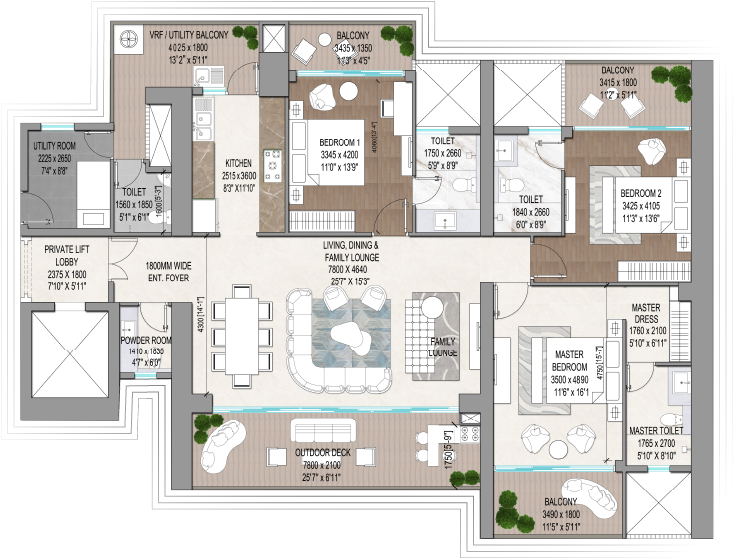 VRF / UTILITY BALCONY
4025 x 1800
13'2" x 5'11"
BALCONY
3435 x 1350
11'3" x 4'5"
BALCONY
3415 x 1800
11'2" x 5'11"
UTILITY ROOM
2225 x 2650
7'4" x 8'8"
TOILET
1560 x 1850
5'1" x 6'1"
1600[5'-3"]
KITCHEN
2515 x3600
8'3" X11'10"
BEDROOM 1
3345 x 4200
11'0" x 13'9"
4060[13'-4"]
TOILET
1750 x 2660
5'9" x 8'9"
TOILET
1840 x 2660
6'0" x 8'9"
BEDROOM 2
3425 x 4105
11'3" x 13'6"
PRIVATE LIFT
LOBBY
2375 X 1800
7'10" X 5'11"
1800MM WIDE
ENT. FOYER
LIVING, DINING &
FAMILY LOUNGE
7800 X 4640
25'7" X 15'3"
4300[14'-1"]
POWDER ROOM
1410 x 1830
4'7" x 6'0"
FAMILY
LOUNGE
MASTER
BEDROOM
3500 x 4890
11'6" x 16'1
4750[15'-7"]
MASTER
DRESS
1760 x 2100
5'10" x 6'11"
MASTER TOILET
1765 x 2700
5'10" X 8'10"
OUTDOOR DECK
7800 x 2100
25'7" x 6'11"
1750[5'-9"]
BALCONY
3490 x 1800
11'5" x 5'11"